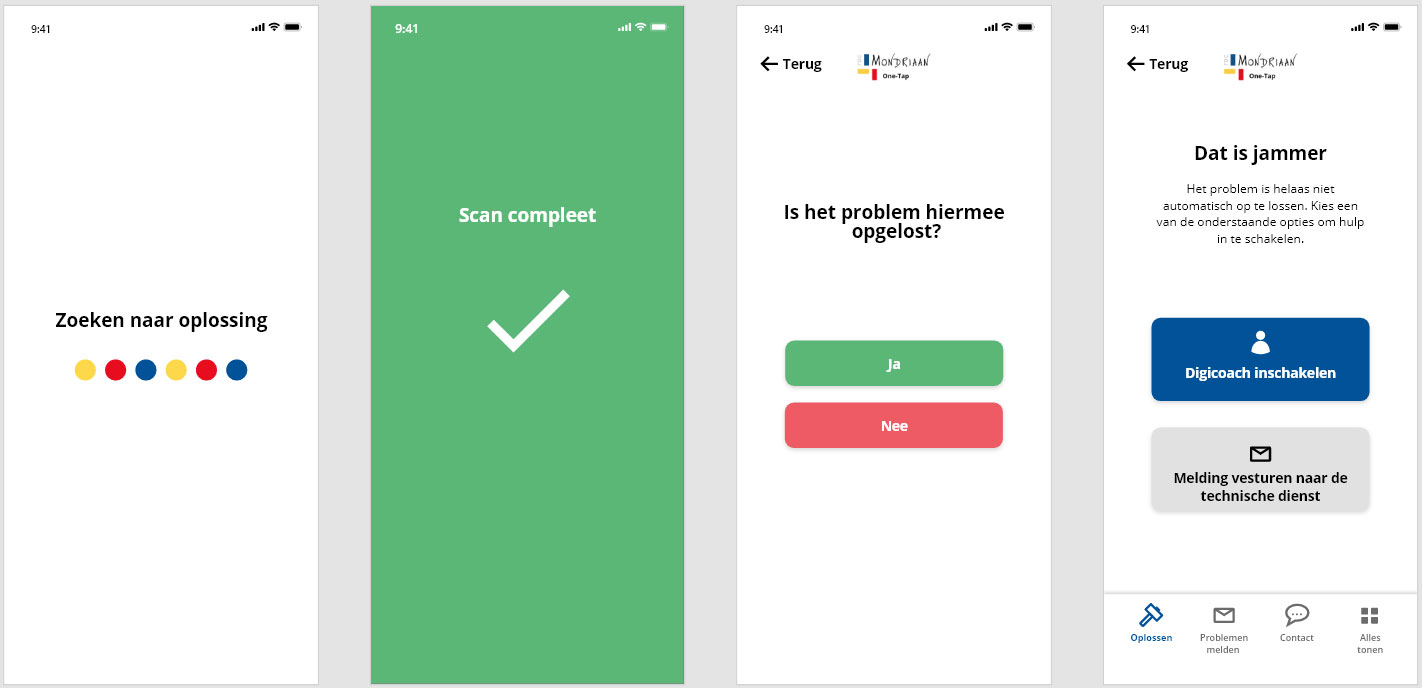 9:41
Zoeken naar oplossing
9:41
Scan compleet
9:41
Terug
MONDRIAAN
One-Tap
Is het problem hiermee
opgelost?
Ja
Nee
9:41
Terug
MONDRIAAN
One-Tap
Dat is jammer
Het problem is helaas niet
automatisch op te lossen. Kies een
van de onderstaande opties om hulp
in te schakelen.
Digicoach inschakelen
Melding vesturen naar de
technische dienst
Oplossen
Problemen
melden
Contact
Alles
tonen